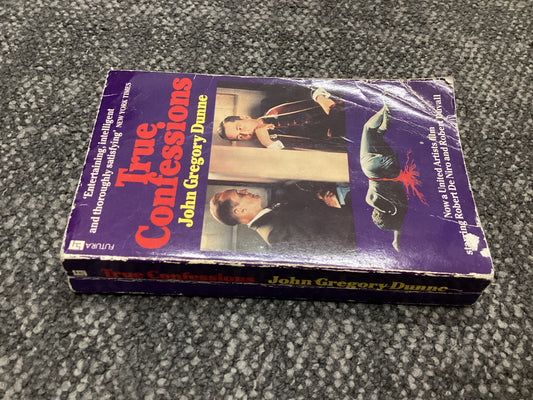 'Entertaining, intelligent
and thoroughly satisfying' NEW YORK TIMES
True
Confessions
John Gregory Dunne
Now a United Artists film
starring Robert De Niro and Robert Duvall
FUTURA
True Confessions John Gregory Dunne